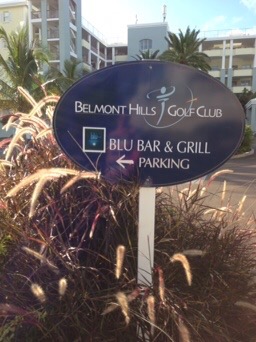 BELMONT HILLS GOLF CLUB
BLU BAR & GRILL
← PARKING